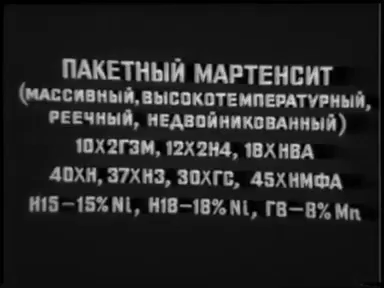 ПАКЕТНЫЙ МАРТЕНСИТ
(МАССИВНЫЙ, ВЫСОКОТЕМПЕРАТУРНЫЙ,
РЕЕЧНЫЙ, НЕДВОЙНИКОВАННЫЙ)
10Х2Г3М, 12Х2Н4, 18ХНВА
40ХН, 37ХН3, 30ХГС, 45ХНМФА
Н15–15% Ni, Н18–18% Ni, Г8–8% Mn